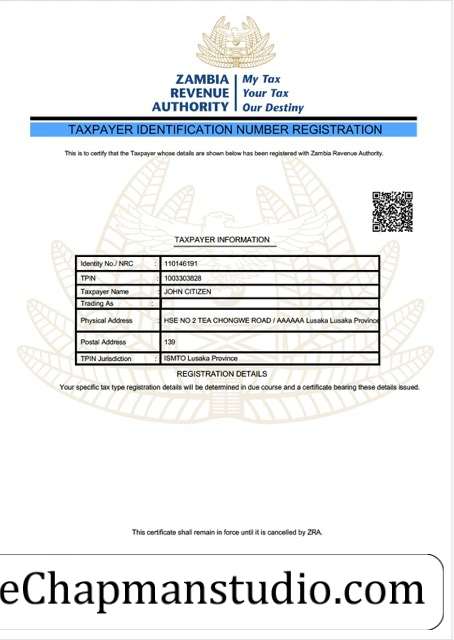 ZAMBIA
REVENUE
AUTHORITY
My Tax
Your Tax
Our Destiny
TAXPAYER IDENTIFICATION NUMBER REGISTRATION
This is to certify that the Taxpayer whose details are shown below has been registered with Zambia Revenue Authority.
TAXPAYER INFORMATION
Identity No./ NRC : 110146191
TPIN : 1003303828
Taxpayer Name : JOHN CITIZEN
Trading As :
Physical Address : HSE NO 2 TEA CHONGWE ROAD / AAAAAA Lusaka Lusaka Province
Postal Address : 139
TPIN Jurisdiction : ISMTO Lusaka Province
REGISTRATION DETAILS
Your specific tax type registration details will be determined in due course and a certificate bearing these details issued.
This certificate shall remain in force until it is cancelled by ZRA.
eChapmanstudio.com